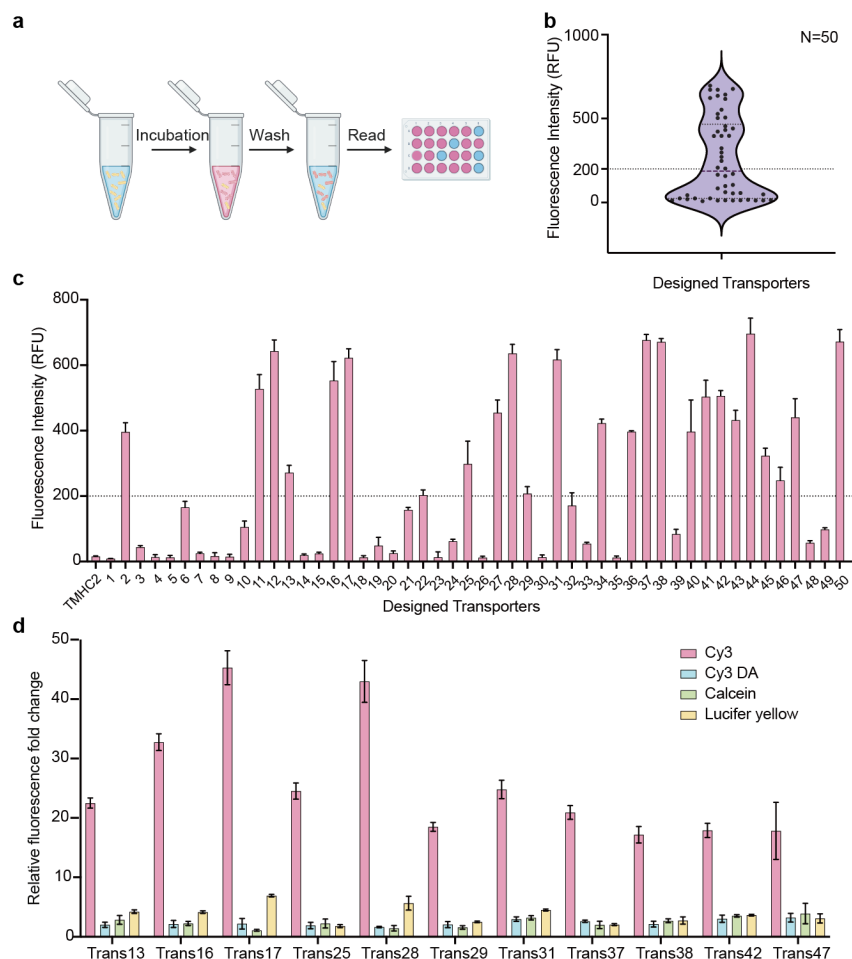 a
Incubation
Wash
Read
b
N=50
Fluorescence Intensity (RFU)
1000
500
200
0
Designed Transporters
c
Fluorescence Intensity (RFU)
800
600
400
200
0
TMHC2 1 2 3 4 5 6 7 8 9 10 11 12 13 14 15 16 17 18 19 20 21 22 23 24 25 26 27 28 29 30 31 32 33 34 35 36 37 38 39 40 41 42 43 44 45 46 47 48 49 50
Designed Transporters
d
Relative fluorescence fold change
50
40
30
20
10
0
Cy3
Cy3 DA
Calcein
Lucifer yellow
Trans13 Trans16 Trans17 Trans25 Trans28 Trans29 Trans31 Trans37 Trans38 Trans42 Trans47